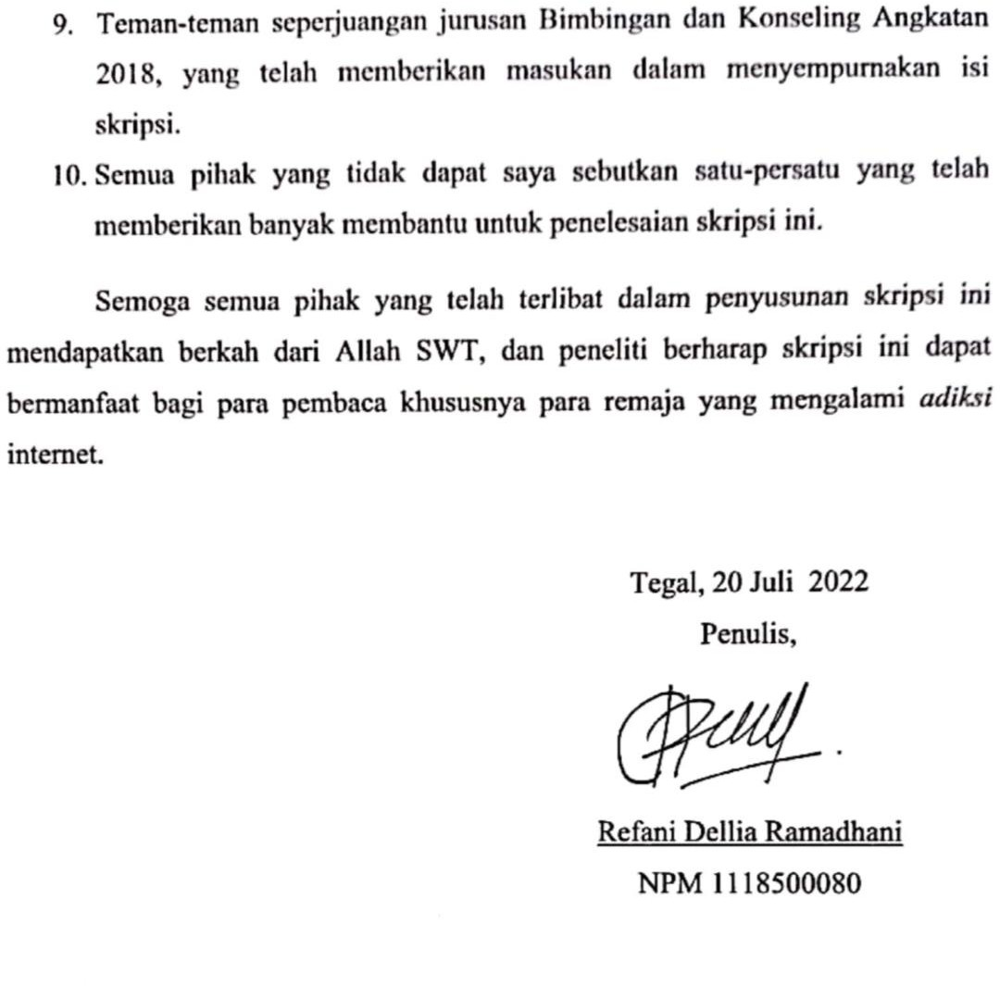 9. Teman-teman seperjuangan jurusan Bimbingan dan Konseling Angkatan
2018, yang telah memberikan masukan dalam menyempurnakan isi
skripsi.
10. Semua pihak yang tidak dapat saya sebutkan satu-persatu yang telah
memberikan banyak membantu untuk penelesaian skripsi ini.
Semoga semua pihak yang telah terlibat dalam penyusunan skripsi ini
mendapatkan berkah dari Allah SWT, dan peneliti berharap skripsi ini dapat
bermanfaat bagi para pembaca khususnya para remaja yang mengalami adiksi
internet.
Tegal, 20 Juli 2022
Penulis,
Refani Dellia Ramadhani
NPM 1118500080